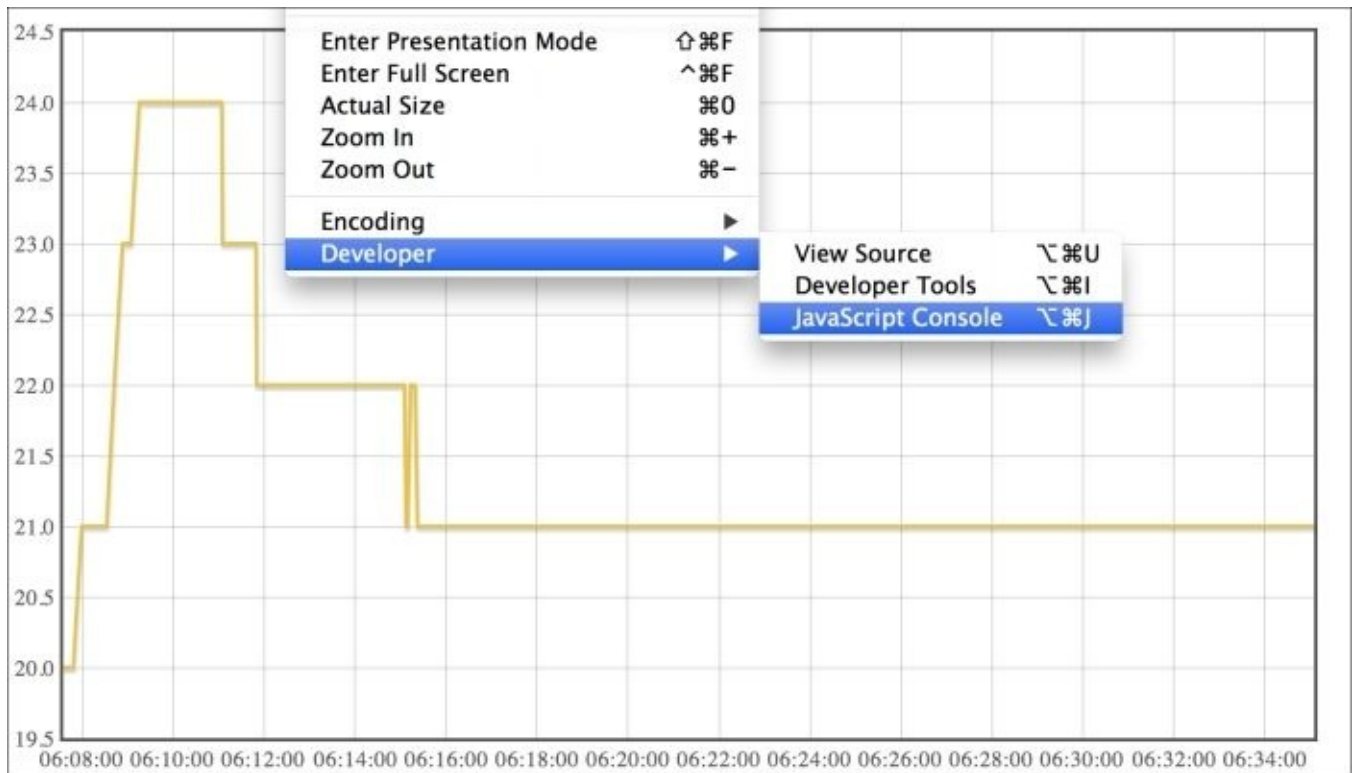 24.5
24.0
23.5
23.0
22.5
22.0
21.5
21.0
20.5
20.0
19.5
Enter Presentation Mode ⇧⌘F
Enter Full Screen ^⌘F
Actual Size ⌘0
Zoom In ⌘+
Zoom Out ⌘−
Encoding ▶
Developer ▶
View Source ⌥⌘U
Developer Tools ⌥⌘I
JavaScript Console ⌥⌘J
06:08:00 06:10:00 06:12:00 06:14:00 06:16:00 06:18:00 06:20:00 06:22:00 06:24:00 06:26:00 06:28:00 06:30:00 06:32:00 06:34:00